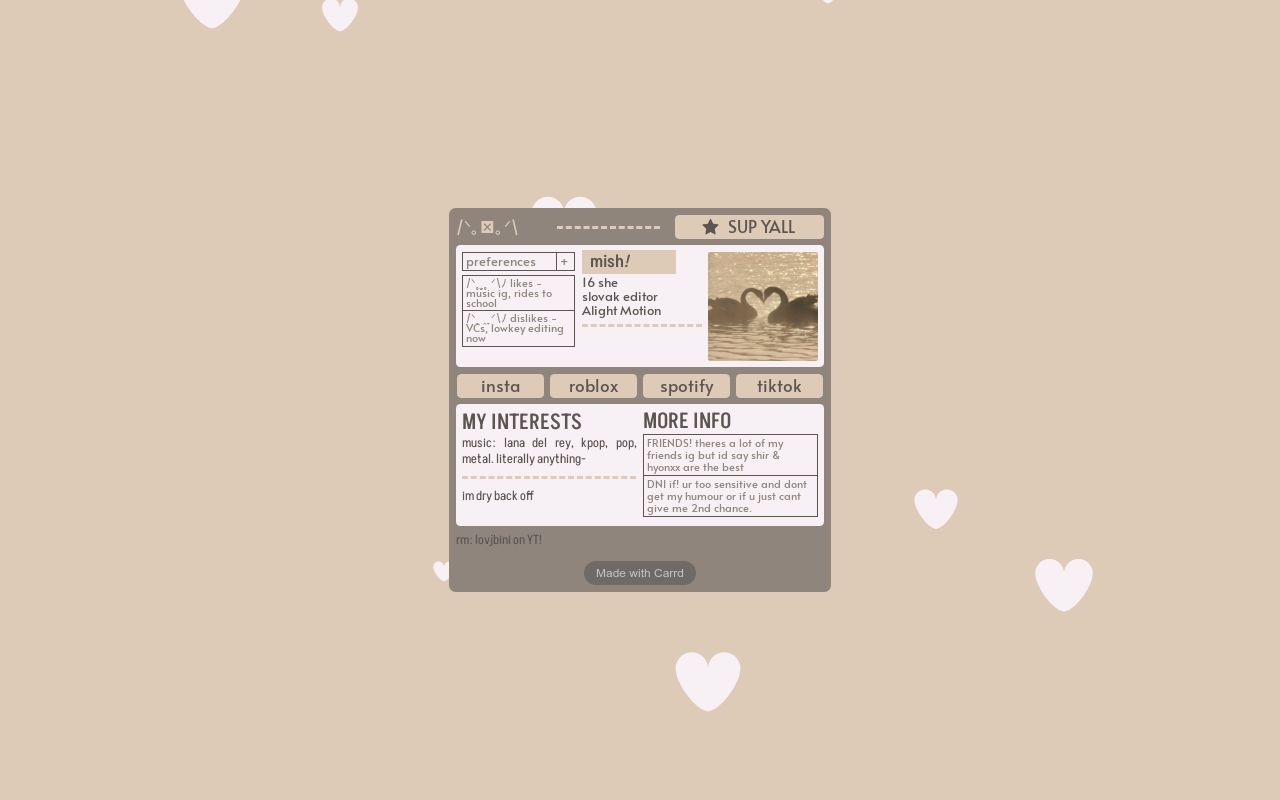 SUP YALL
preferences +
likes -
music ig, rides to
school
dislikes -
VCs, lowkey editing
now
mish!
16 she
slovak editor
Alight Motion
insta
roblox
spotify
tiktok
MY INTERESTS
music: lana del rey, kpop, pop,
metal. literally anything-
im dry back off
MORE INFO
FRIENDS! theres a lot of my
friends ig but id say shir &
hyonxx are the best
DNI if! ur too sensitive and dont
get my humour or if u just cant
give me 2nd chance.
rm: lovjbini on YT!
Made with Carrd